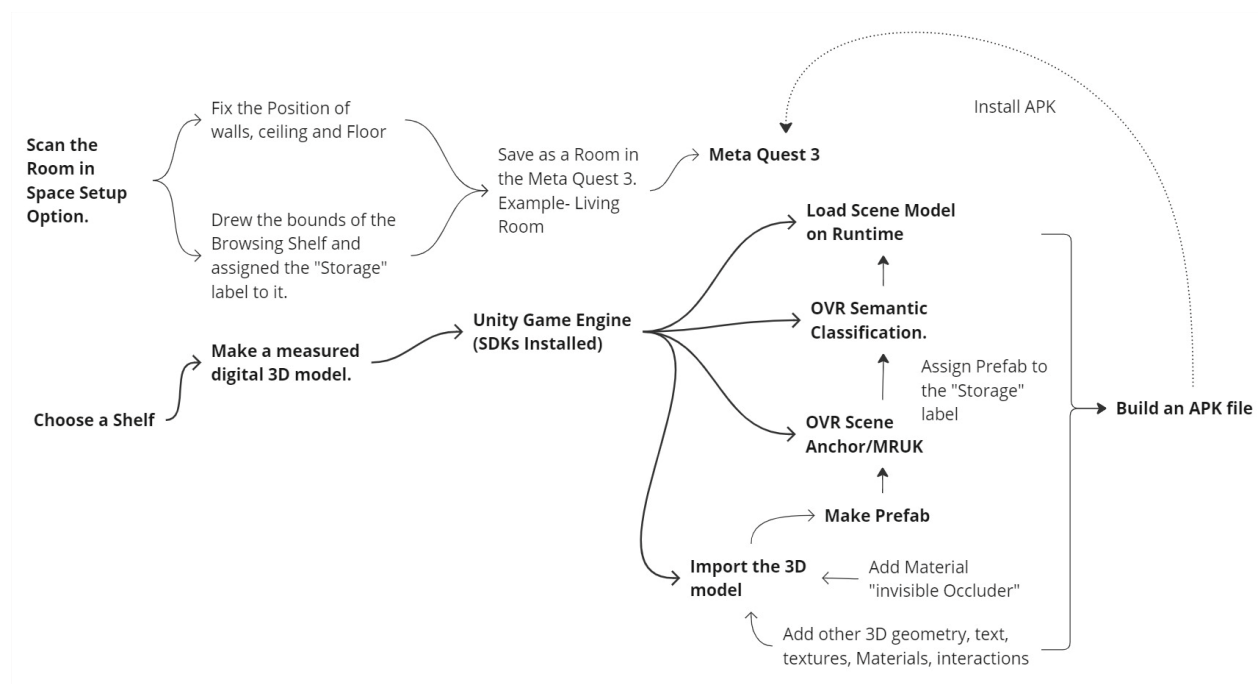 Scan the
Room in
Space Setup
Option.
Fix the Position of
walls, ceiling and Floor
Drew the bounds of the
Browsing Shelf and
assigned the "Storage"
label to it.
Save as a Room in
the Meta Quest 3.
Example- Living
Room
Meta Quest 3
Install APK
Choose a Shelf
Make a measured
digital 3D model.
Unity Game Engine
(SDKs Installed)
Load Scene Model
on Runtime
OVR Semantic
Classification.
Assign Prefab to
the "Storage"
label
OVR Scene
Anchor/MRUK
Make Prefab
Import the 3D
model
Add Material
"invisible Occluder"
Add other 3D geometry, text,
textures, Materials, interactions
Build an APK file